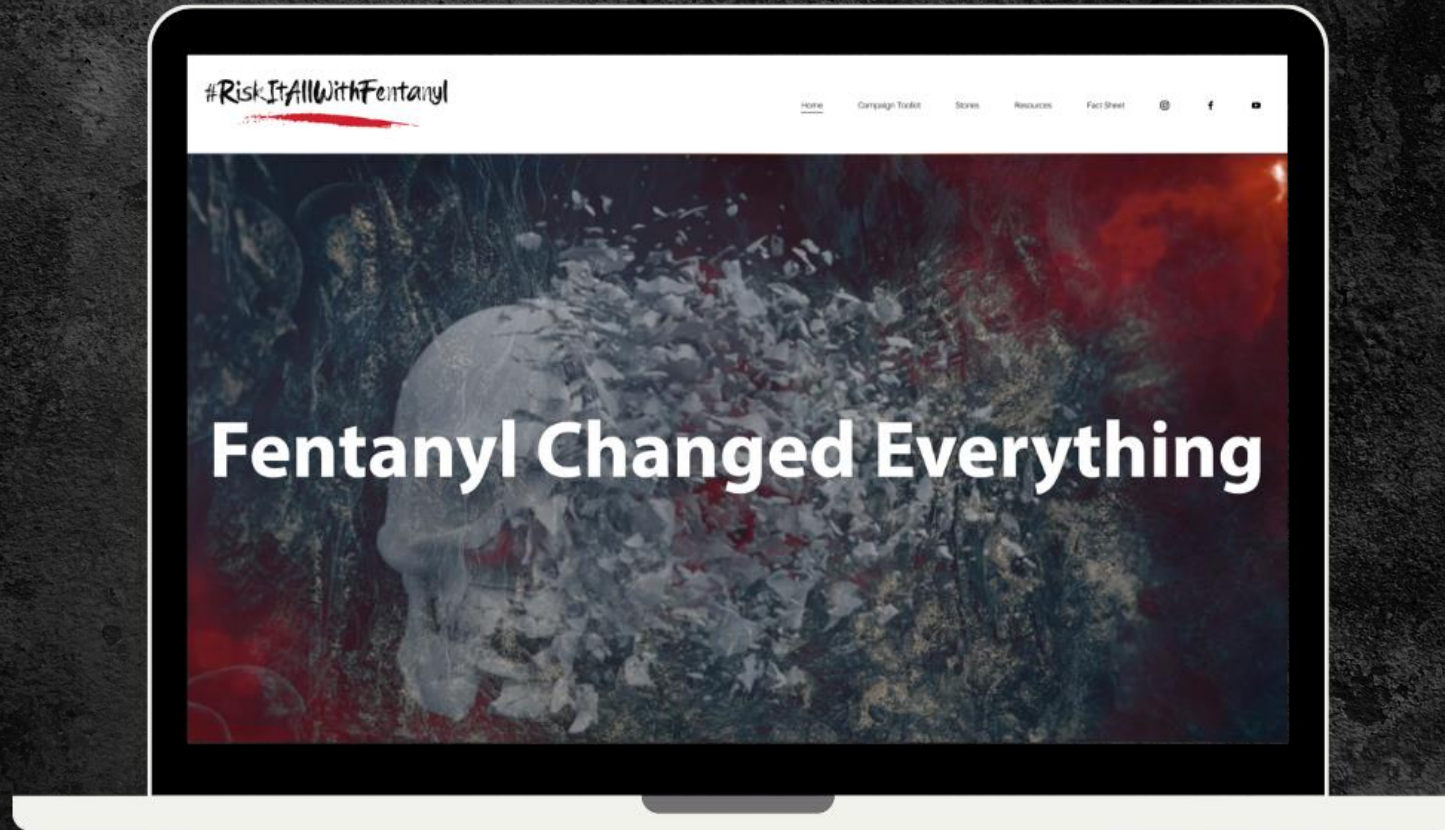 #RiskItAllWithFentanyl
Home Campaign Toolkit Stories Resources Fact Sheet
Fentanyl Changed Everything